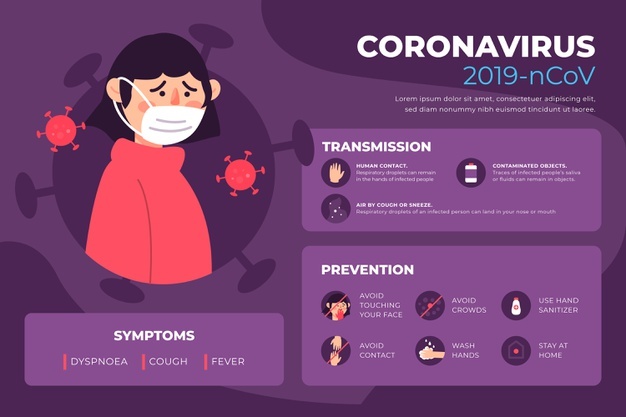 CORONAVIRUS
2019-nCoV
Lorem ipsum dolor sit amet, consectetuer adipiscing elit,
sed diam nonummy nibh euismod tincidunt ut laoreet.
TRANSMISSION
HUMAN CONTACT.
Respiratory droplets can remain
in the hands of infected people
CONTAMINATED OBJECTS.
Traces of infected people's saliva
or fluids can remain in objects.
AIR BY COUGH OR SNEEZE.
Respiratory droplets of an infected person can land in your nose or mouth
PREVENTION
AVOID
TOUCHING
YOUR FACE
AVOID
CROWDS
USE HAND
SANITIZER
AVOID
CONTACT
WASH
HANDS
STAY AT
HOME
SYMPTOMS
DYSPNOEA
COUGH
FEVER